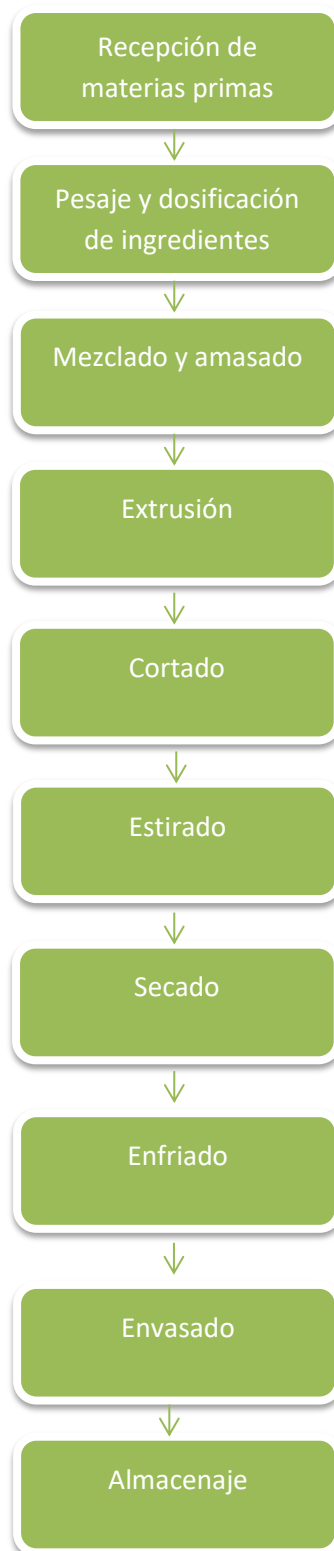 Recepción de
materias primas
Pesaje y dosificación
de ingredientes
Mezclado y amasado
Extrusión
Cortado
Estirado
Secado
Enfriado
Envasado
Almacenaje